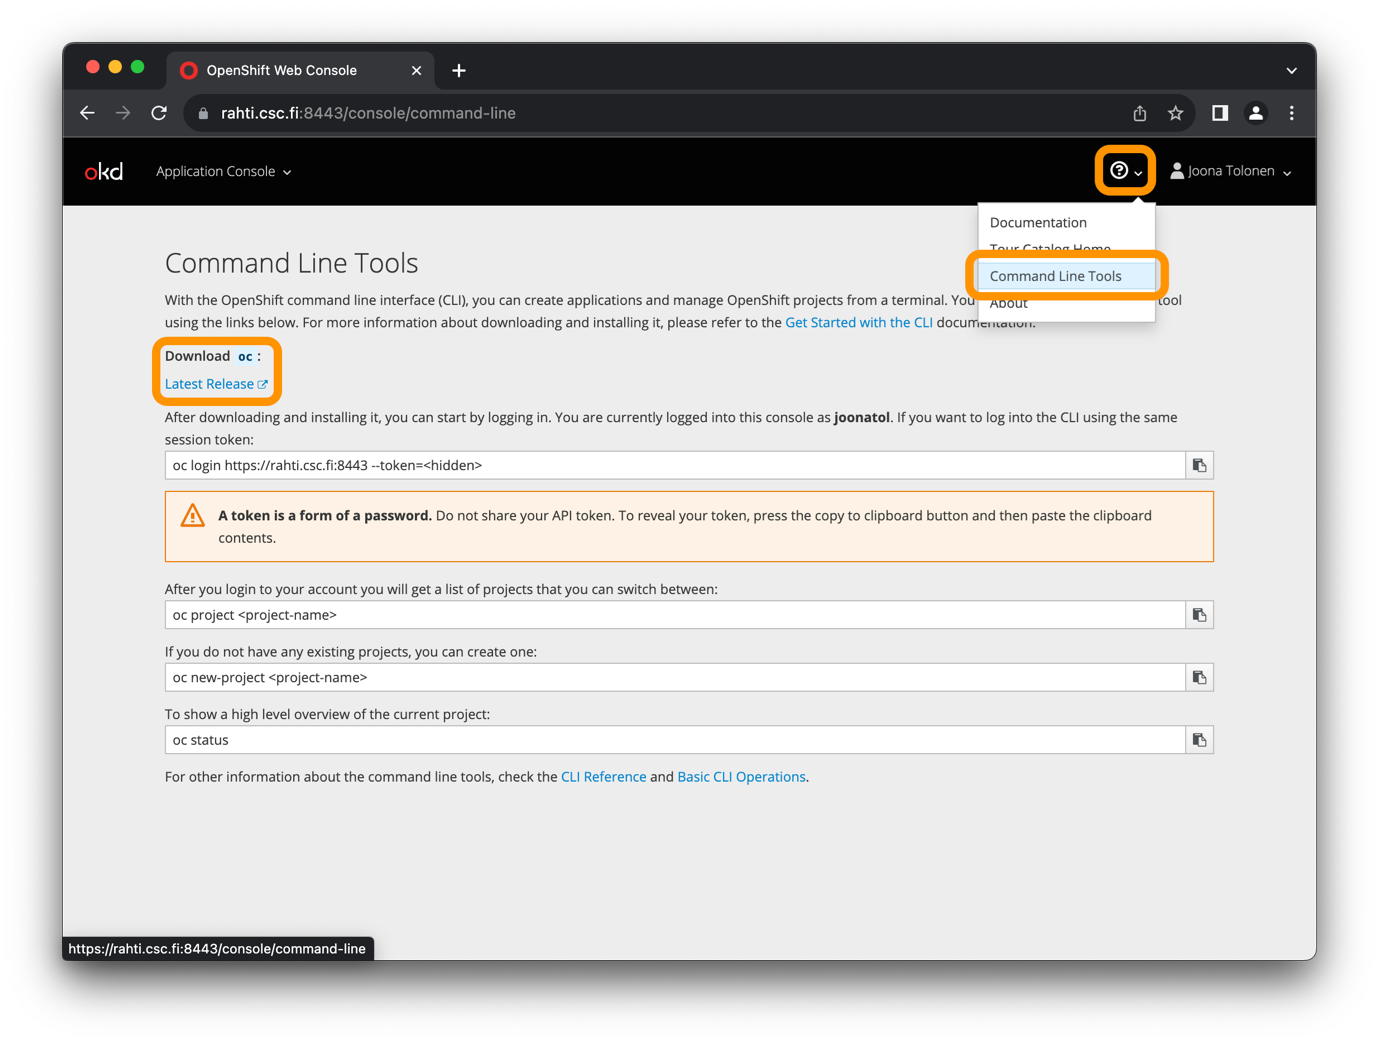 OpenShift Web Console
rahti.csc.fi:8443/console/command-line
okd
Application Console
Joona Tolonen
Documentation
Tour Catalog Home
Command Line Tools
About
Command Line Tools
With the OpenShift command line interface (CLI), you can create applications and manage OpenShift projects from a terminal. You tool
using the links below. For more information about downloading and installing it, please refer to the Get Started with the CLI documentation.
Download oc :
Latest Release
After downloading and installing it, you can start by logging in. You are currently logged into this console as joonatol. If you want to log into the CLI using the same
session token:
oc login https://rahti.csc.fi:8443 --token=<hidden>
A token is a form of a password. Do not share your API token. To reveal your token, press the copy to clipboard button and then paste the clipboard
contents.
After you login to your account you will get a list of projects that you can switch between:
oc project <project-name>
If you do not have any existing projects, you can create one:
oc new-project <project-name>
To show a high level overview of the current project:
oc status
For other information about the command line tools, check the CLI Reference and Basic CLI Operations.
https://rahti.csc.fi:8443/console/command-line